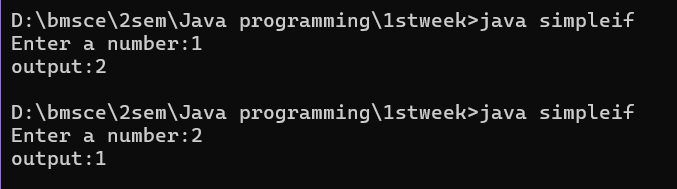 D:\bmsce\2sem\Java programming\1stweek>java simpleif
Enter a number:1
output:2
D:\bmsce\2sem\Java programming\1stweek>java simpleif
Enter a number:2
output:1